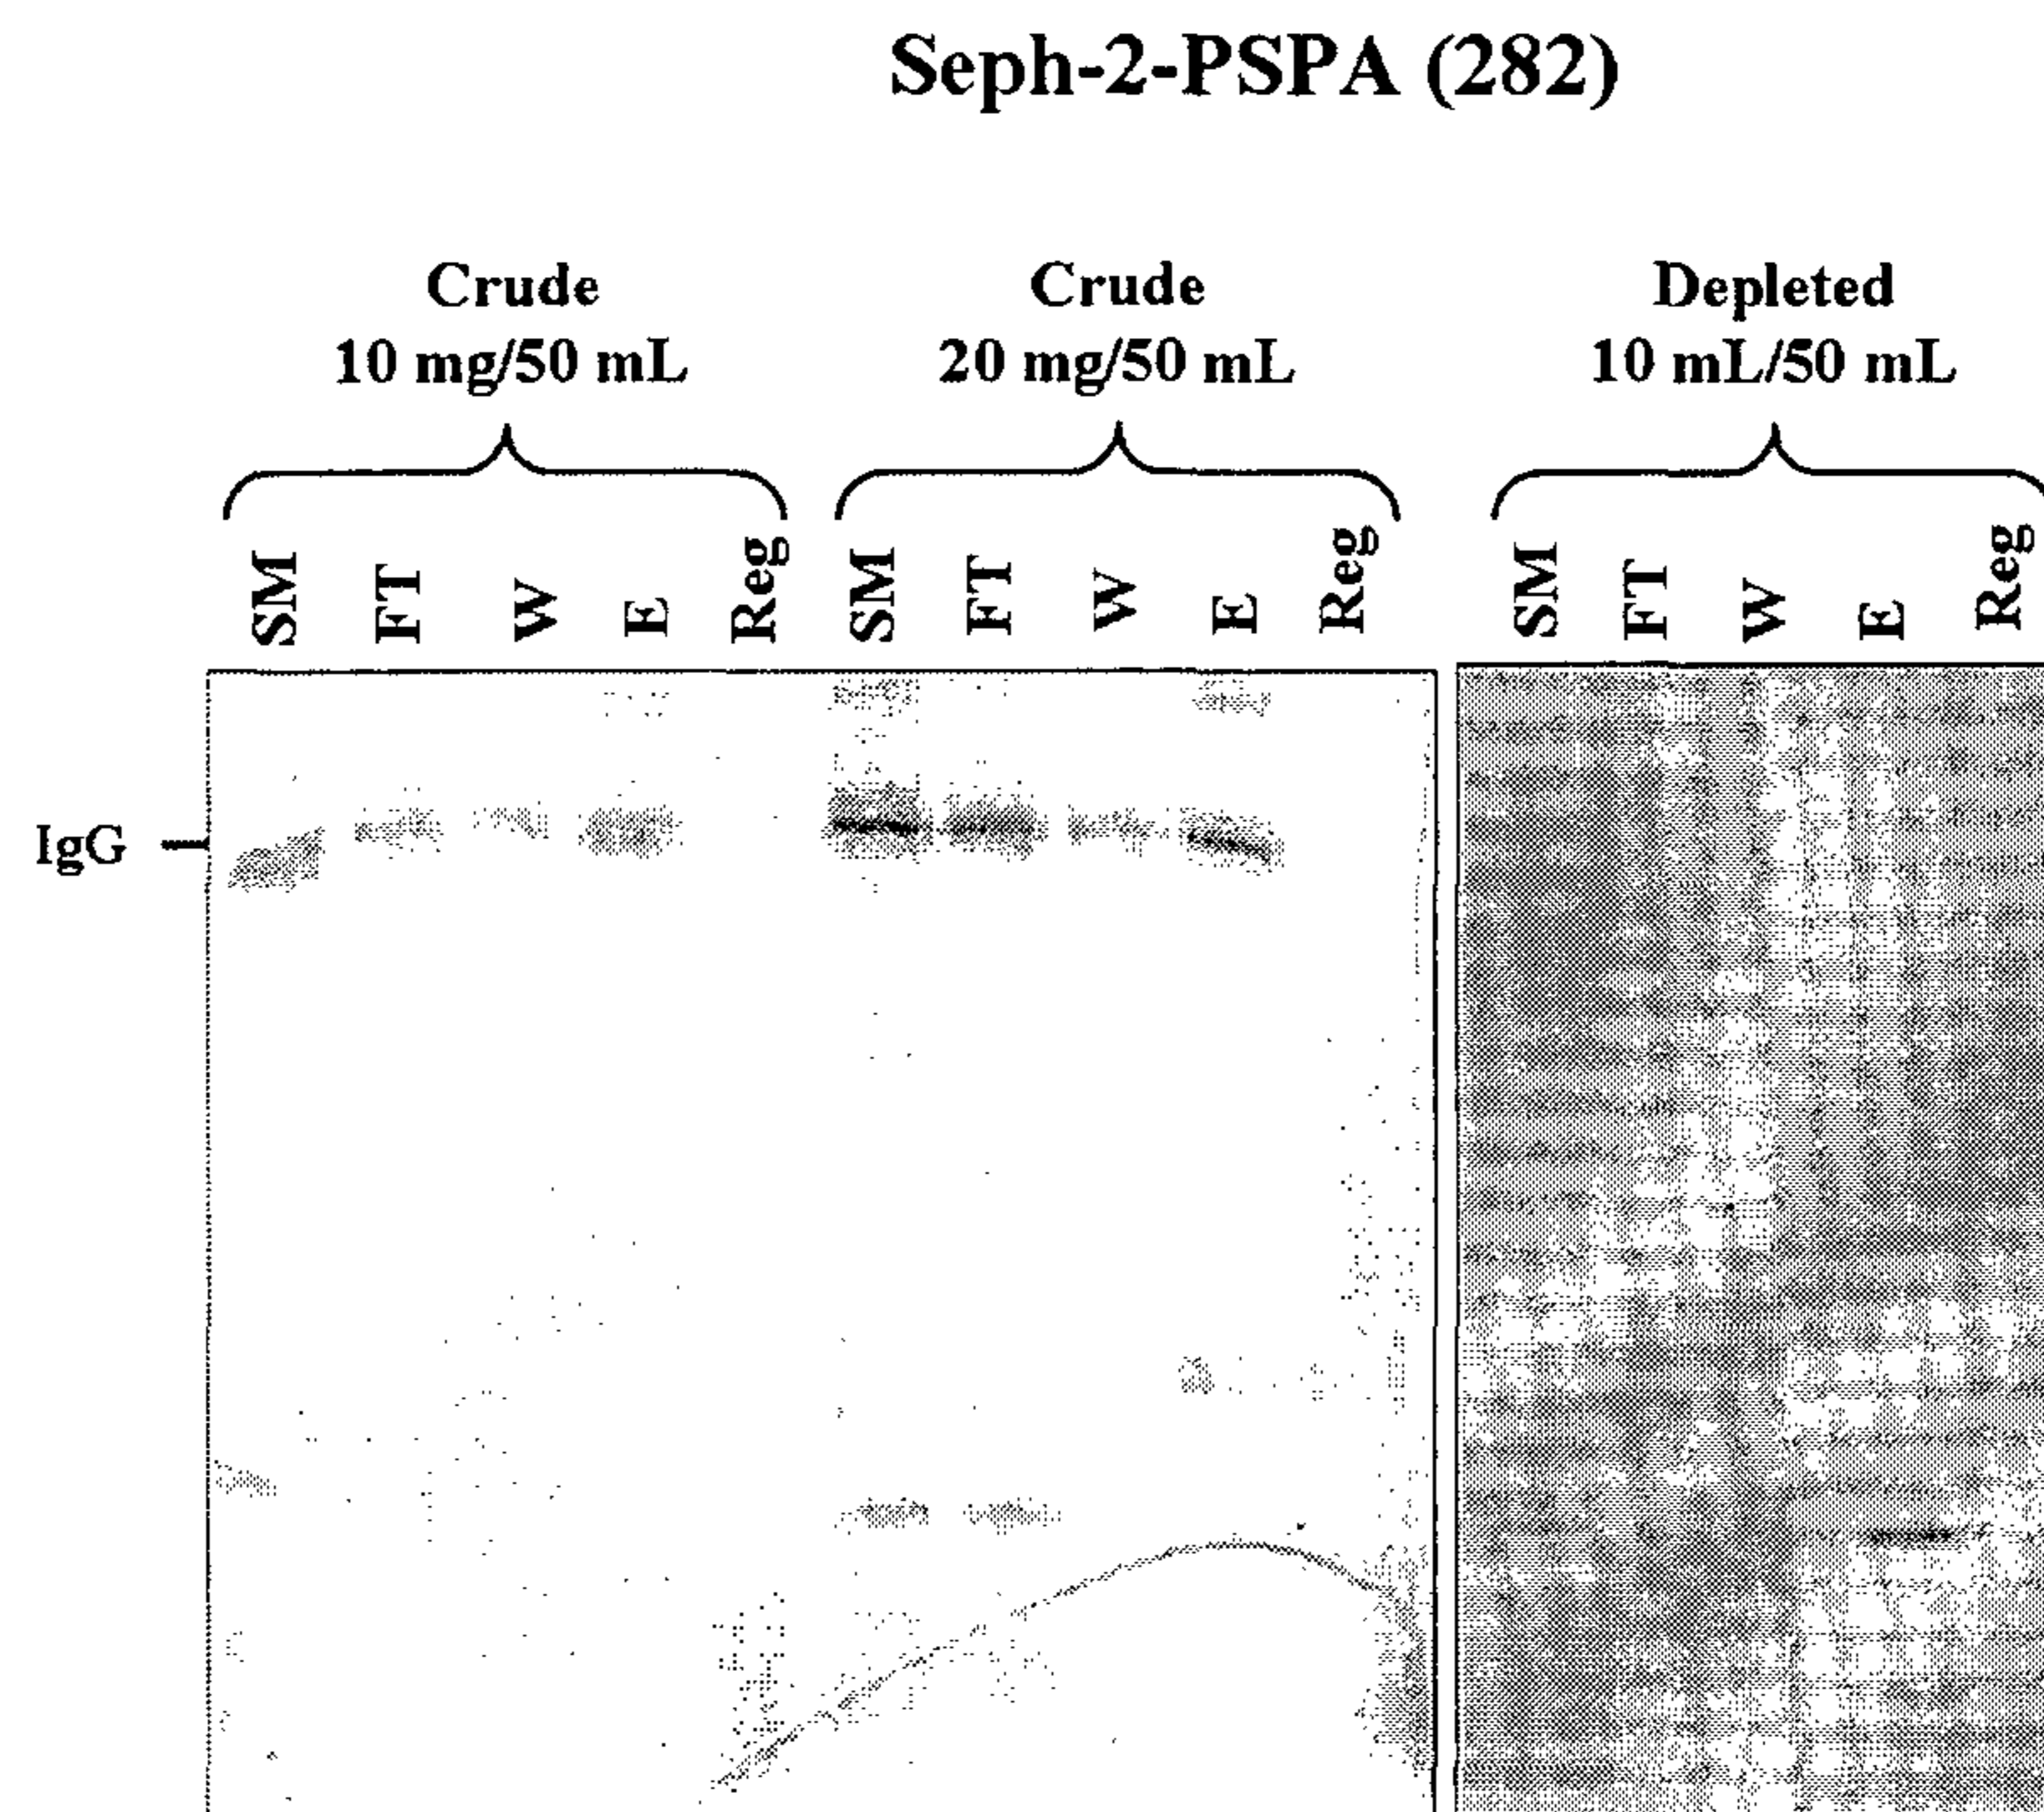 Seph-2-PSPA (282)
Crude Crude Depleted
10 mg/50 mL 20 mg/50 mL 10 mL/50 mL
SM FT W E Reg SM FT W E Reg SM FT W E Reg
IgG